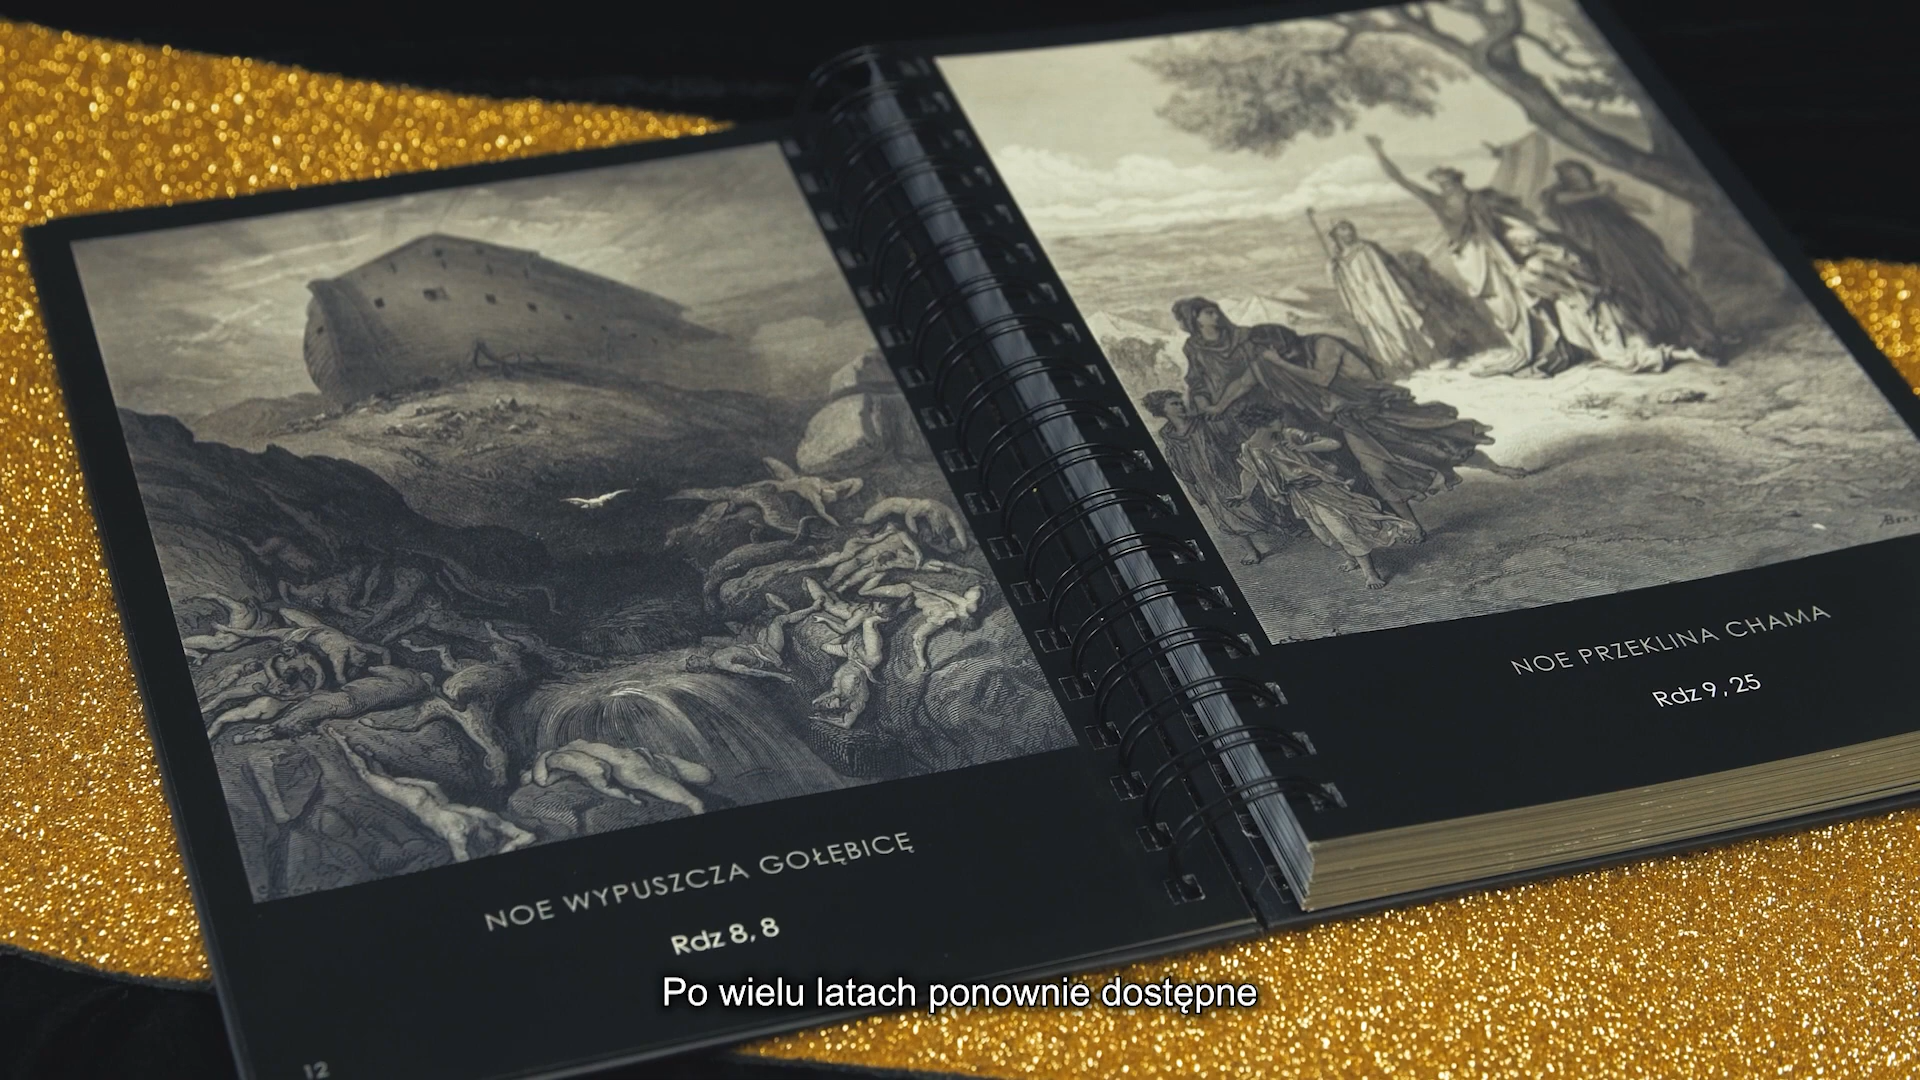 NOE WYPUSZCZA GOŁĘBICĘ
Rdz 8, 8
12
NOE PRZEKLINA CHAMA
Rdz 9, 25
Po wielu latach ponownie dostępne